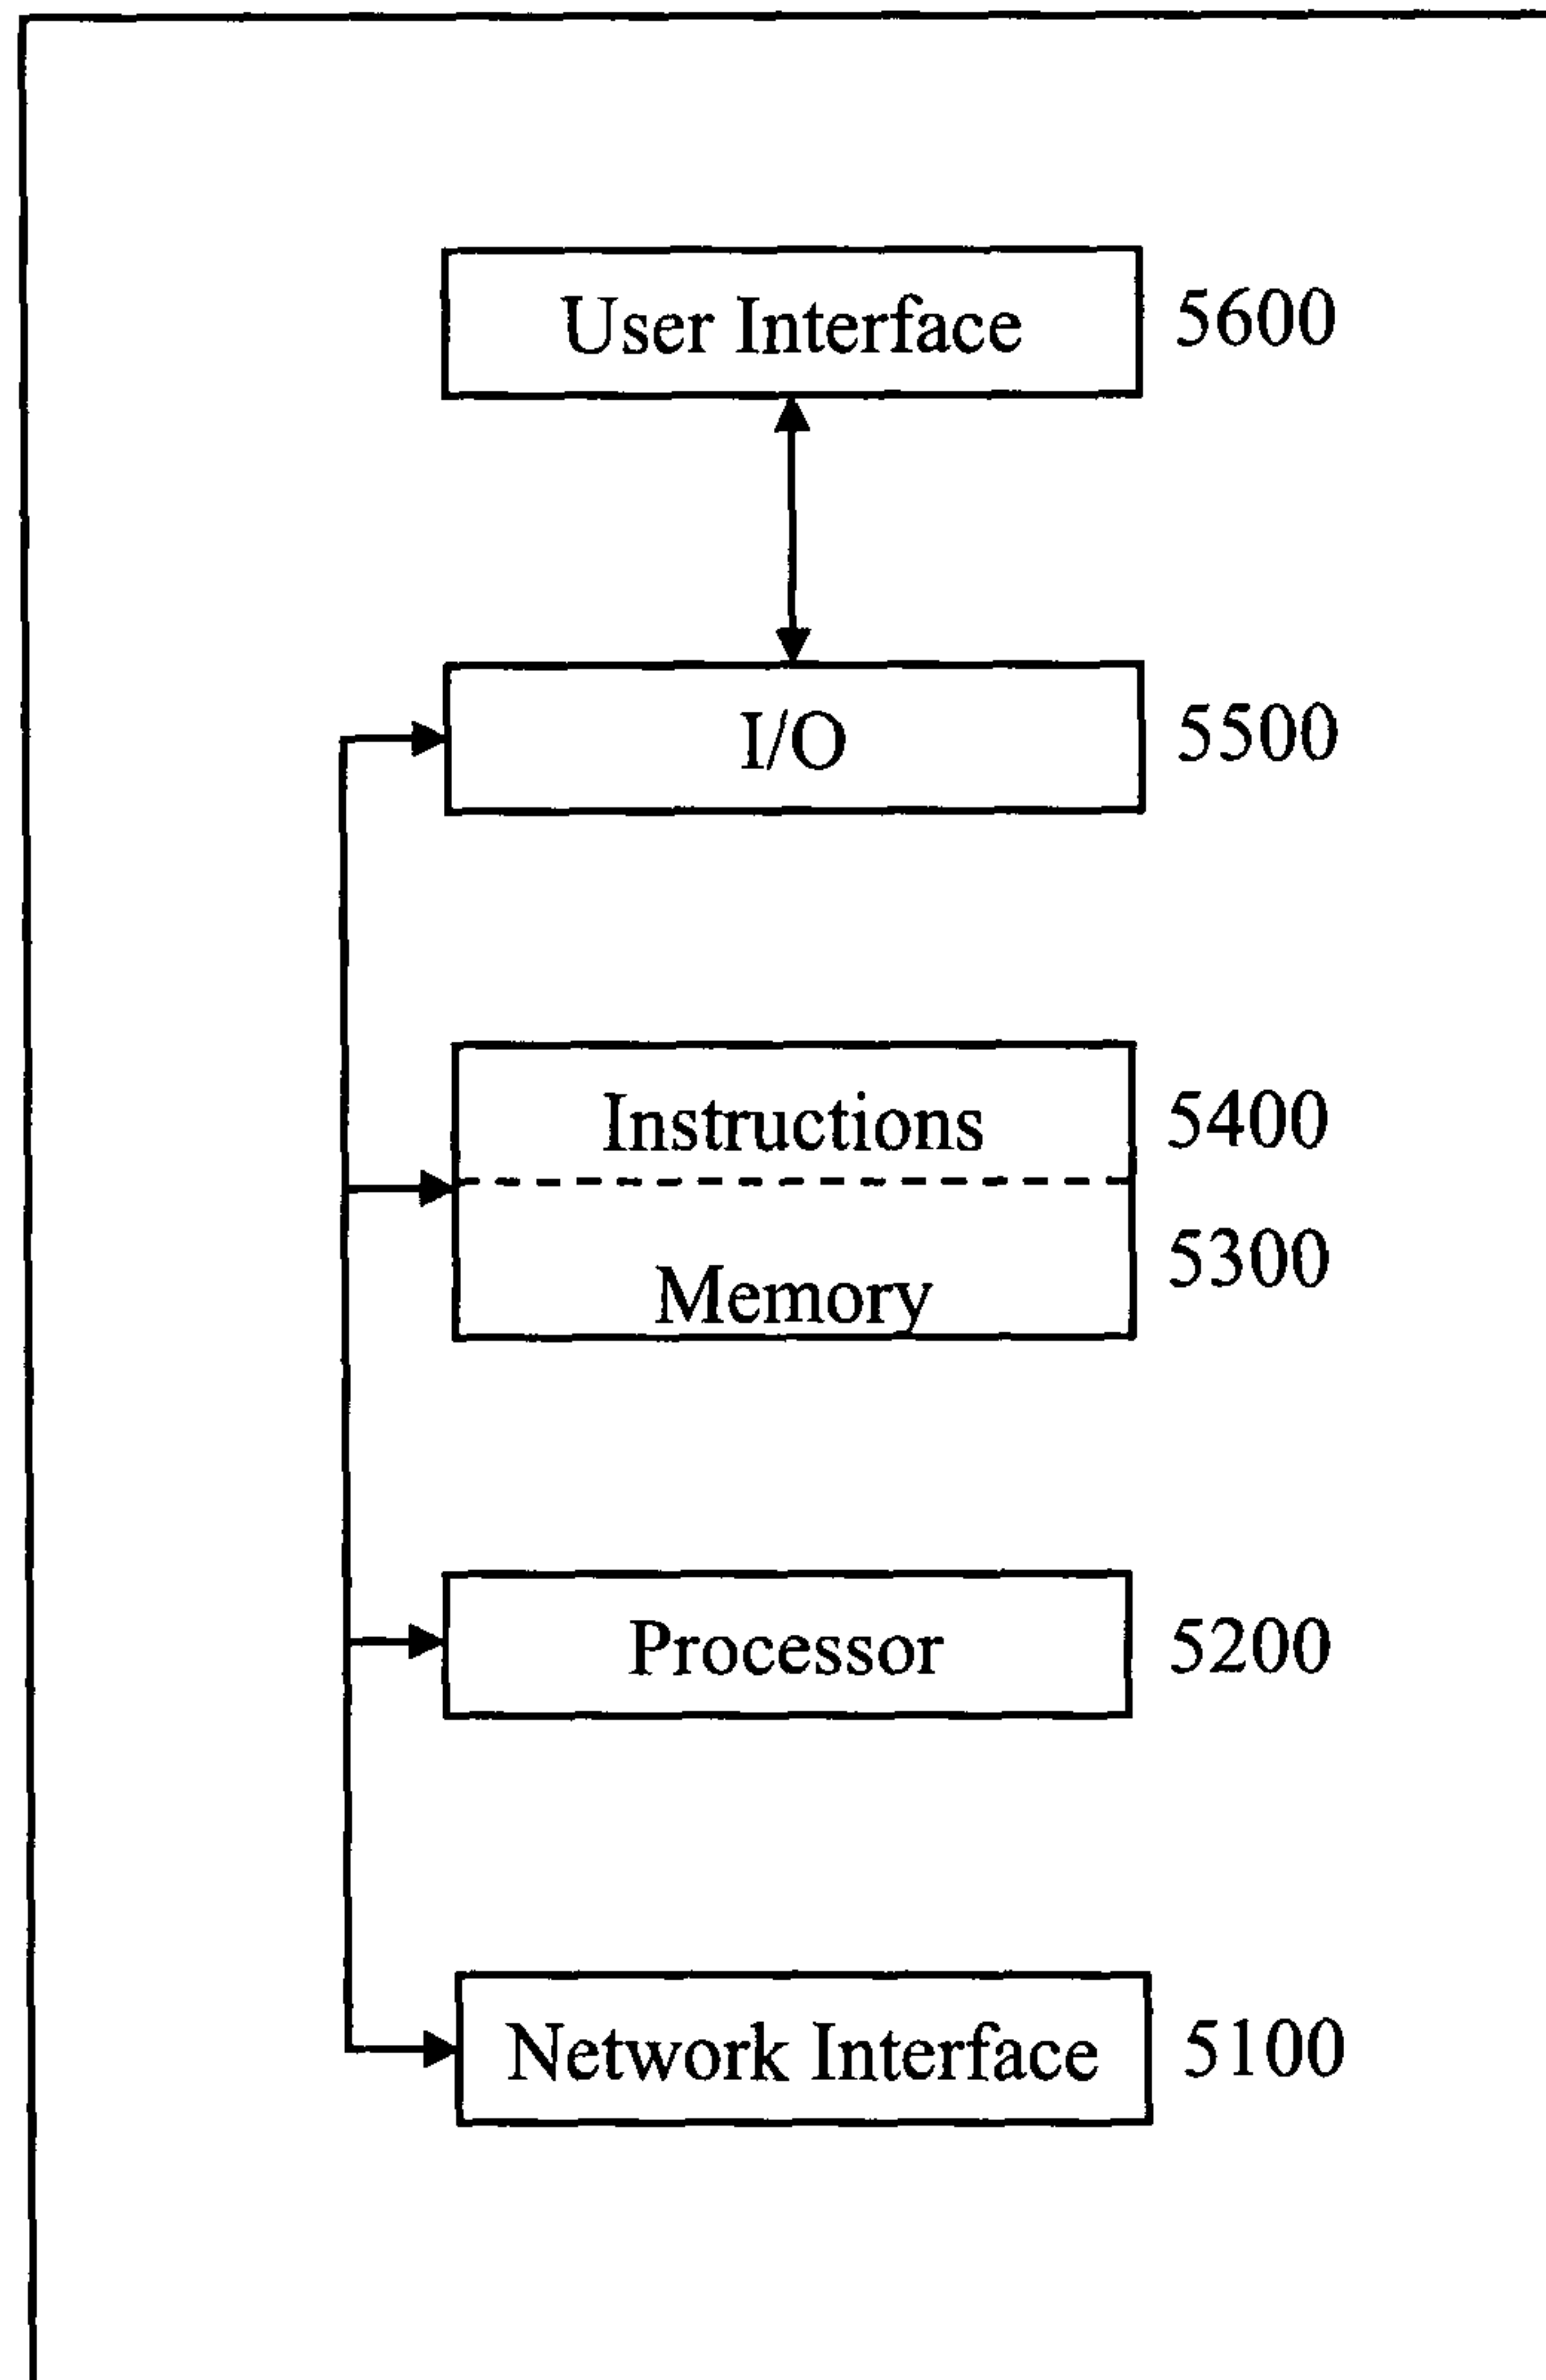 User Interface 5600
I/O 5500
Instructions 5400
5300
Memory
Processor 5200
Network Interface 5100